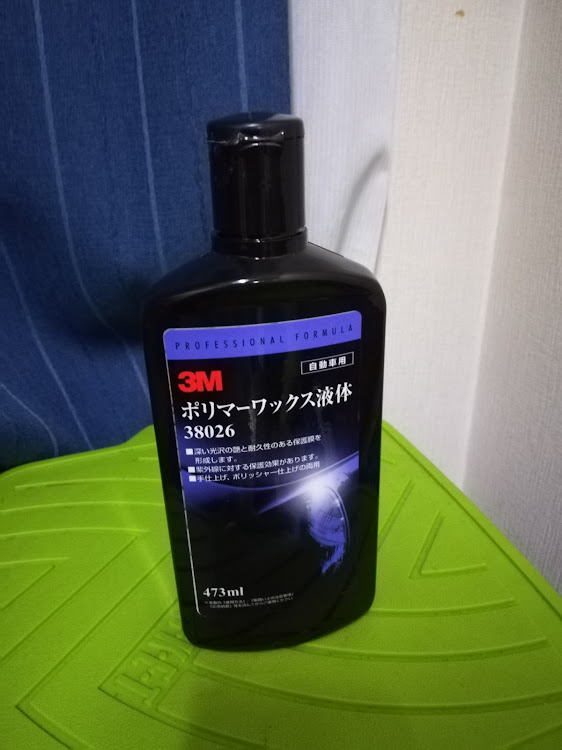 PROFESSIONAL FORMULA
自動車用
3M
ポリマーワックス液体
38026
■深い光沢の艶と耐久性のある保護膜を
形成します。
■紫外線に対する保護効果があります。
■手仕上げ、ポリッシャー仕上げの両用
473ml